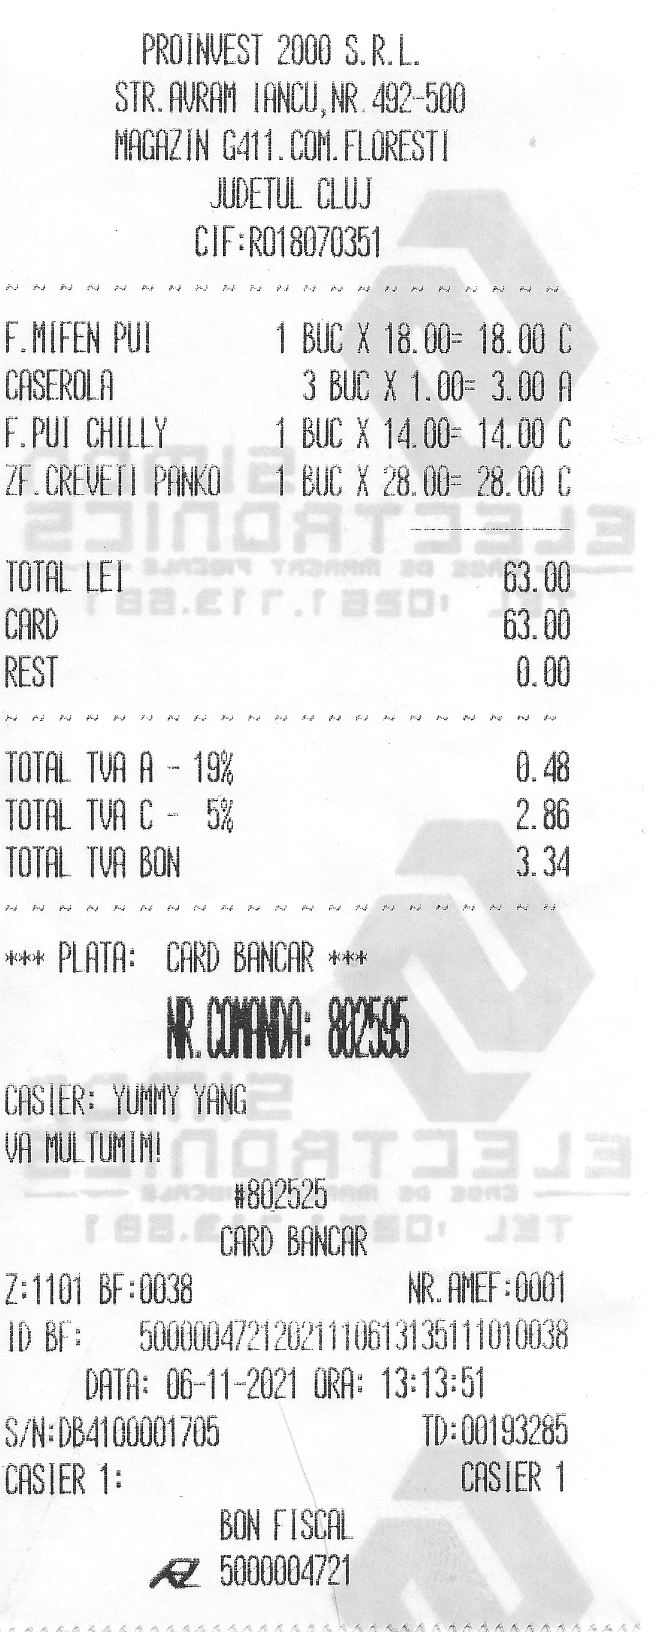 PROINVEST 2000 S.R.L.
STR.AVRAM IANCU,NR.492-500
MAGAZIN G411.COM.FLORESTI
JUDETUL CLUJ
CIF:RO18070351
~ ~ ~ ~ ~ ~ ~ ~ ~ ~ ~ ~ ~ ~ ~ ~ ~ ~ ~ ~ ~
F.MIFEN PUI 1 BUC X 18.00= 18.00 C
CASEROLA 3 BUC X 1.00= 3.00 A
F.PUI CHILLY 1 BUC X 14.00= 14.00 C
ZF.CREVETI PANKO 1 BUC X 28.00= 28.00 C
TOTAL LEI 63.00
CARD 63.00
REST 0.00
~ ~ ~ ~ ~ ~ ~ ~ ~ ~ ~ ~ ~ ~ ~ ~ ~ ~ ~ ~ ~
TOTAL TVA A - 19% 0.48
TOTAL TVA C - 5% 2.86
TOTAL TVA BON 3.34
~ ~ ~ ~ ~ ~ ~ ~ ~ ~ ~ ~ ~ ~ ~ ~ ~ ~ ~ ~ ~
*** PLATA: CARD BANCAR ***
NR.COMANDA: 802595
CASIER: YUMMY YANG
VA MULTUMIM!
#802525
CARD BANCAR
Z:1101 BF:0038 NR.AMEF:0001
ID BF: 50000047212021110613135111010038
DATA: 06-11-2021 ORA: 13:13:51
S/N:DB4100001705 TD:00193285
CASIER 1: CASIER 1
BON FISCAL
5000004721